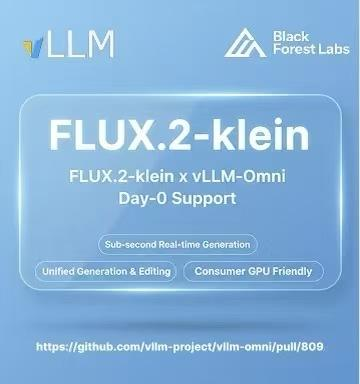 vLLM
Black
Forest Labs
FLUX.2-klein
FLUX.2-klein x vLLM-Omni
Day-0 Support
Sub-second Real-time Generation
Unified Generation & Editing
Consumer GPU Friendly
https://github.com/vllm-project/vllm-omni/pull/809